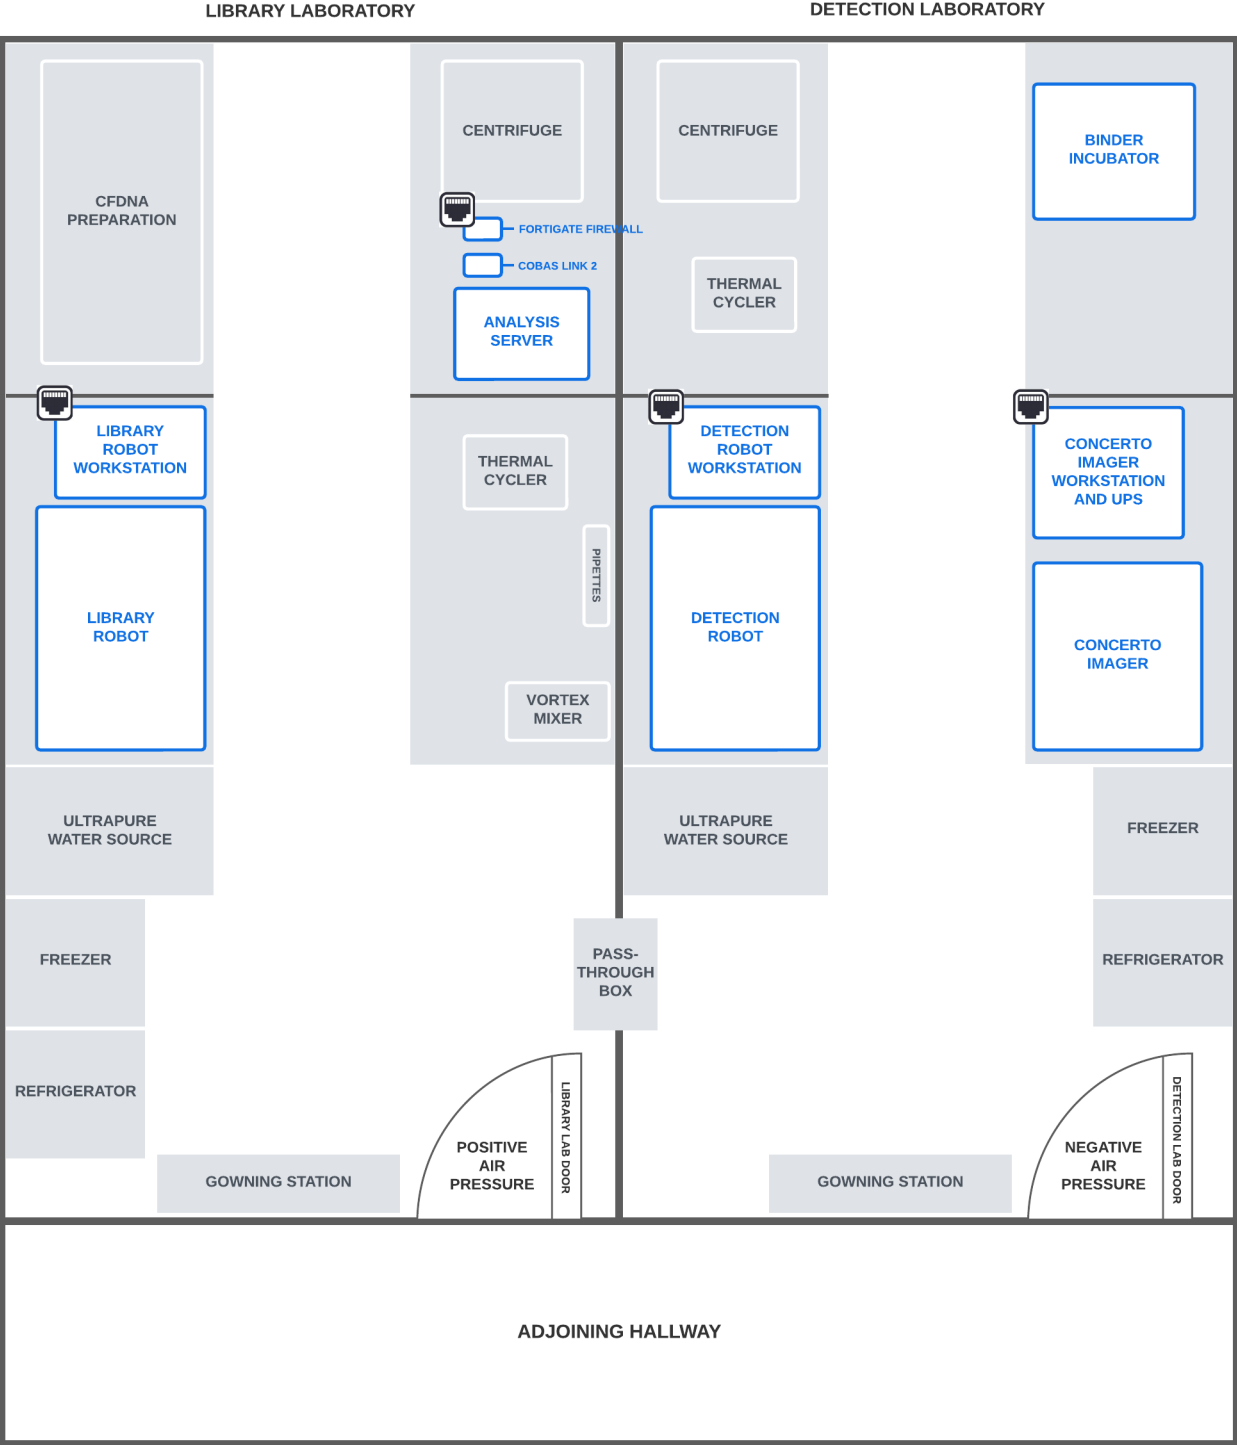 LIBRARY LABORATORY
DETECTION LABORATORY
CFDNA
PREPARATION
CENTRIFUGE
FORTIGATE FIREWALL
COBAS LINK 2
ANALYSIS
SERVER
CENTRIFUGE
THERMAL
CYCLER
BINDER
INCUBATOR
LIBRARY
ROBOT
WORKSTATION
LIBRARY
ROBOT
THERMAL
CYCLER
PIPETTES
VORTEX
MIXER
DETECTION
ROBOT
WORKSTATION
DETECTION
ROBOT
CONCERTO
IMAGER
WORKSTATION
AND UPS
CONCERTO
IMAGER
ULTRAPURE
WATER SOURCE
ULTRAPURE
WATER SOURCE
FREEZER
FREEZER
PASS-
THROUGH
BOX
REFRIGERATOR
REFRIGERATOR
GOWNING STATION
POSITIVE
AIR
PRESSURE
LIBRARY LAB DOOR
GOWNING STATION
NEGATIVE
AIR
PRESSURE
DETECTION LAB DOOR
ADJOINING HALLWAY